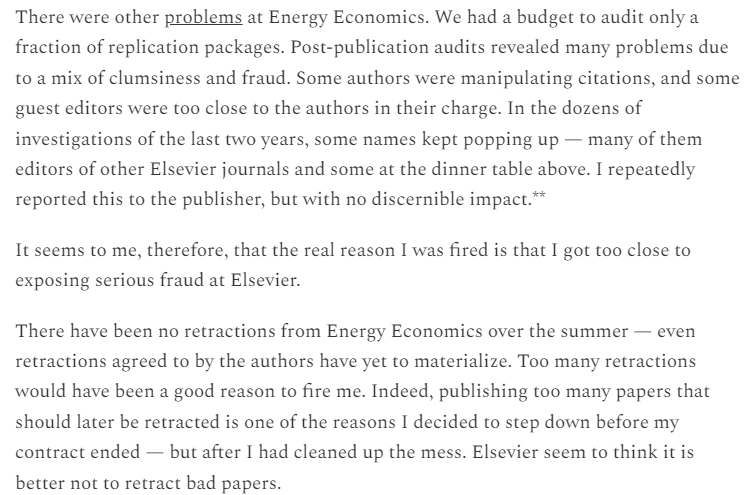 There were other problems at Energy Economics. We had a budget to audit only a
fraction of replication packages. Post-publication audits revealed many problems due
to a mix of clumsiness and fraud. Some authors were manipulating citations, and some
guest editors were too close to the authors in their charge. In the dozens of
investigations of the last two years, some names kept popping up — many of them
editors of other Elsevier journals and some at the dinner table above. I repeatedly
reported this to the publisher, but with no discernible impact.**
It seems to me, therefore, that the real reason I was fired is that I got too close to
exposing serious fraud at Elsevier.
There have been no retractions from Energy Economics over the summer — even
retractions agreed to by the authors have yet to materialize. Too many retractions
would have been a good reason to fire me. Indeed, publishing too many papers that
should later be retracted is one of the reasons I decided to step down before my
contract ended — but after I had cleaned up the mess. Elsevier seem to think it is
better not to retract bad papers.